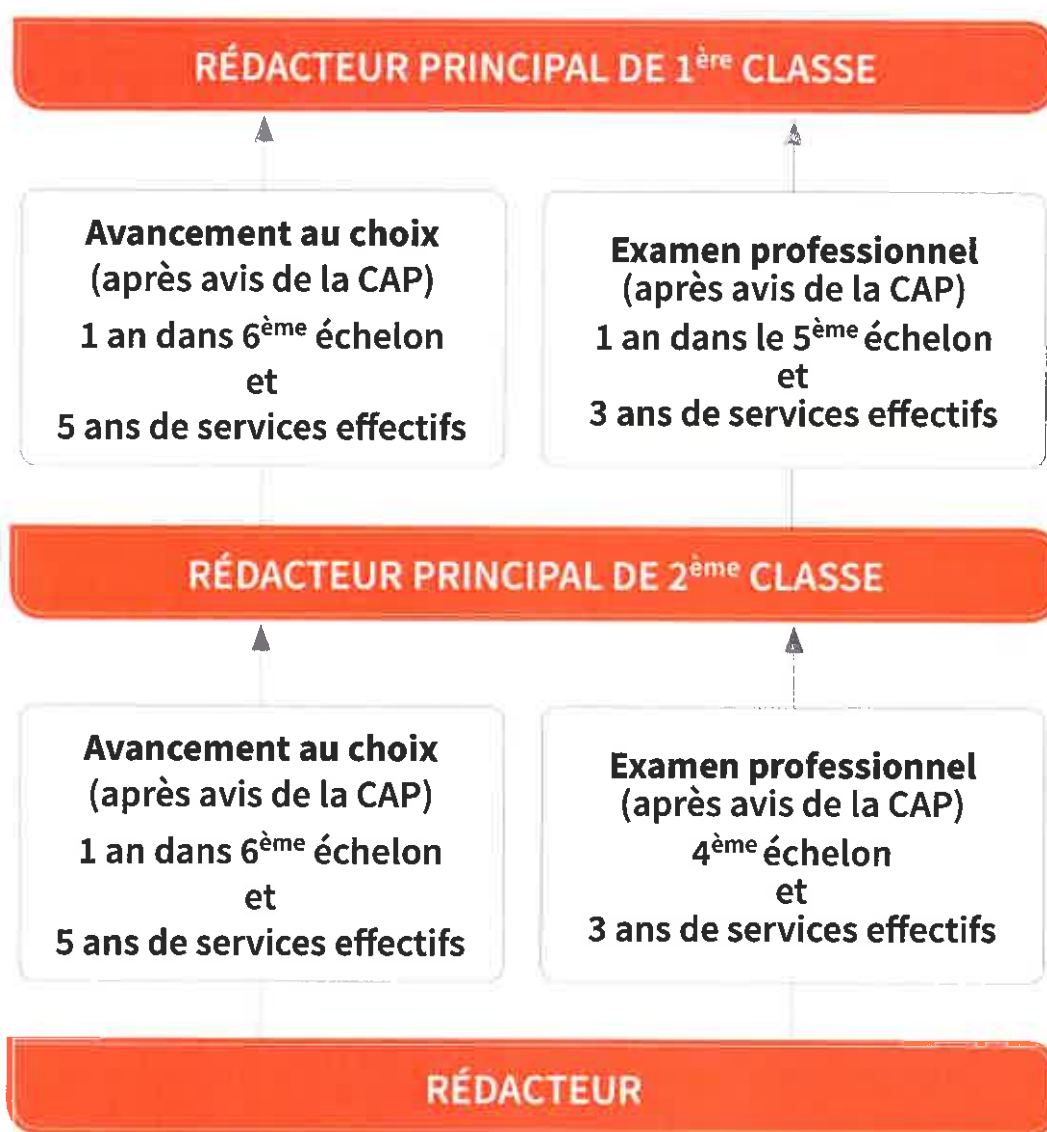 RÉDACTEUR PRINCIPAL DE 1ère CLASSE
Avancement au choix
(après avis de la CAP)
1 an dans 6ème échelon
et
5 ans de services effectifs
Examen professionnel
(après avis de la CAP)
1 an dans le 5ème échelon
et
3 ans de services effectifs
RÉDACTEUR PRINCIPAL DE 2ème CLASSE
Avancement au choix
(après avis de la CAP)
1 an dans 6ème échelon
et
5 ans de services effectifs
Examen professionnel
(après avis de la CAP)
4ème échelon
et
3 ans de services effectifs
RÉDACTEUR